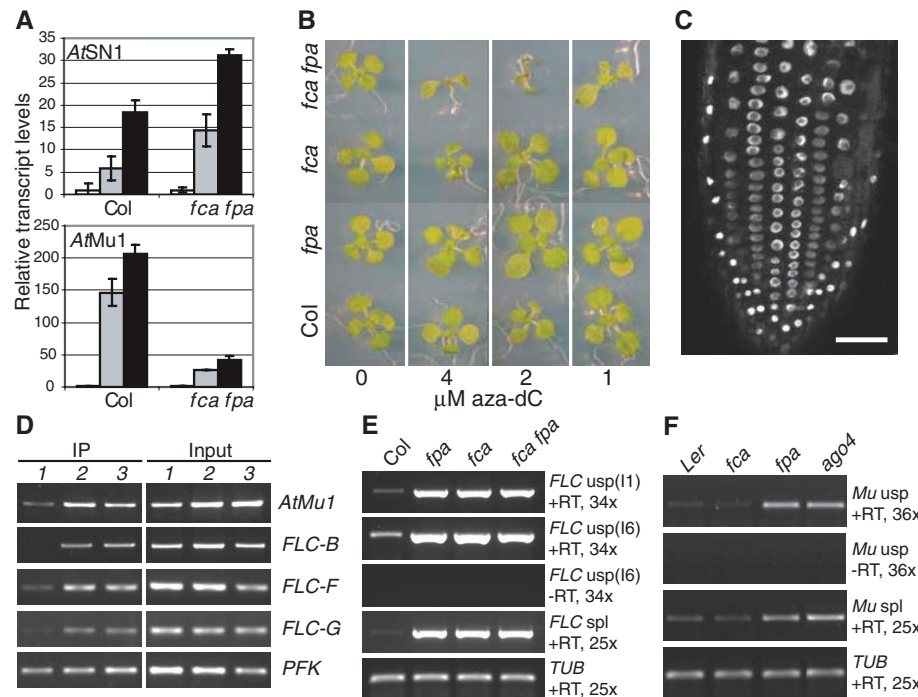 A
Relative transcript levels
AtSN1
35
30
25
20
15
10
5
0
Col fca fpa
AtMu1
250
200
150
100
50
0
Col fca fpa
B
fca fpa
fca
fpa
Col
0 4 2 1
µM aza-dC
C
D
IP Input
1 2 3 1 2 3
AtMu1
FLC-B
FLC-F
FLC-G
PFK
E
Col fpa fca fca fpa
FLC usp(I1)
+RT, 34x
FLC usp(I6)
+RT, 34x
FLC usp(I6)
-RT, 34x
FLC spl
+RT, 25x
TUB
+RT, 25x
F
Ler fca fpa ago4
Mu usp
+RT, 36x
Mu usp
-RT, 36x
Mu spl
+RT, 25x
TUB
+RT, 25x